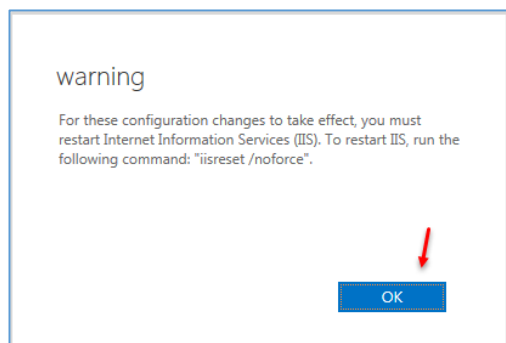 warning
For these configuration changes to take effect, you must
restart Internet Information Services (IIS). To restart IIS, run the
following command: "iisreset /noforce".
OK